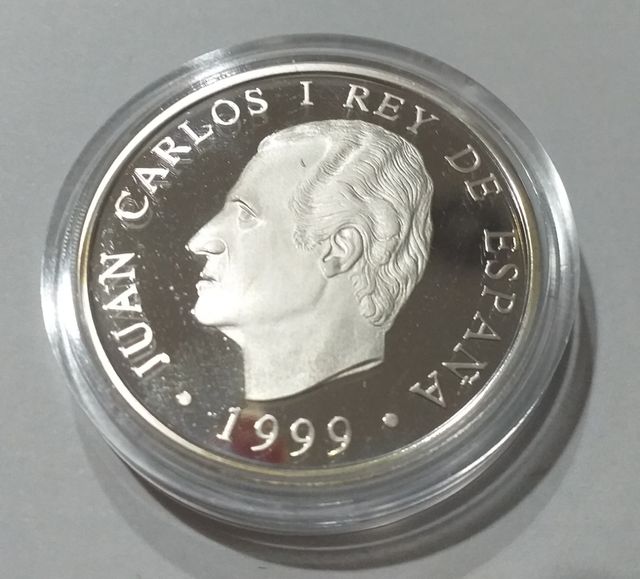 JUAN CARLOS I REY DE ESPAÑA
• 1999 •